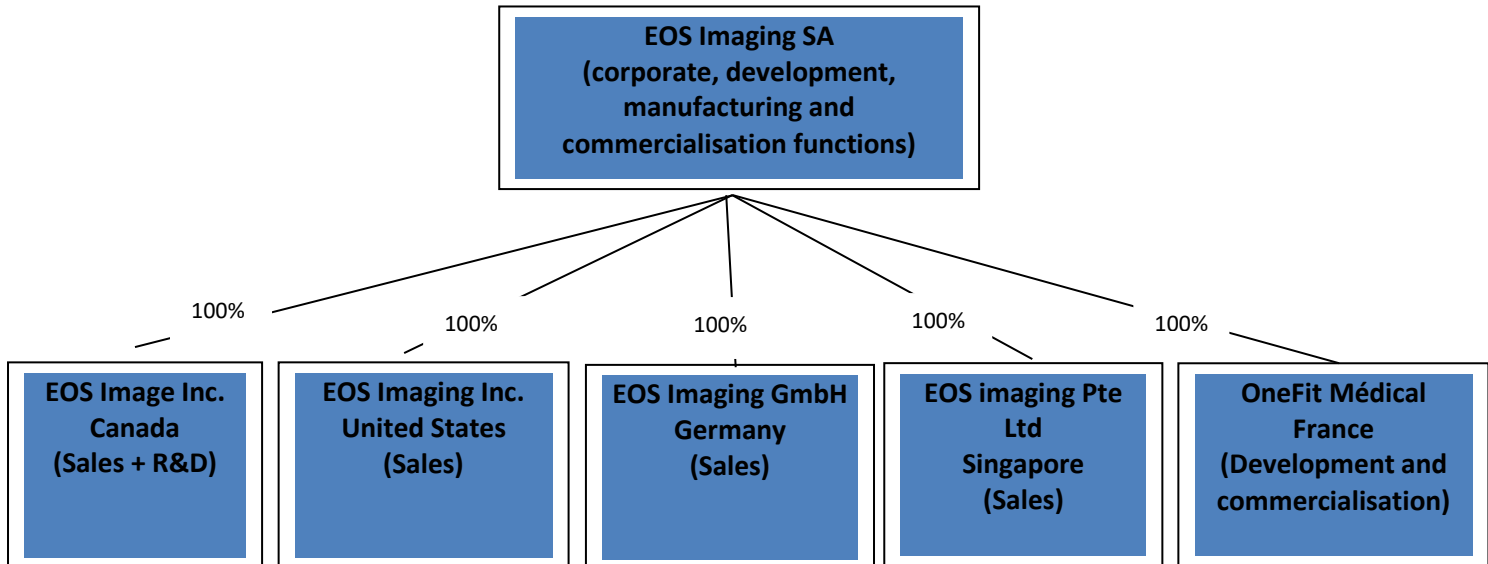 EOS Imaging SA
(corporate, development,
manufacturing and
commercialisation functions)
100%
100%
100%
100%
100%
EOS Image Inc.
Canada
(Sales + R&D)
EOS Imaging Inc.
United States
(Sales)
EOS Imaging GmbH
Germany
(Sales)
EOS imaging Pte
Ltd
Singapore
(Sales)
OneFit Médical
France
(Development and
commercialisation)